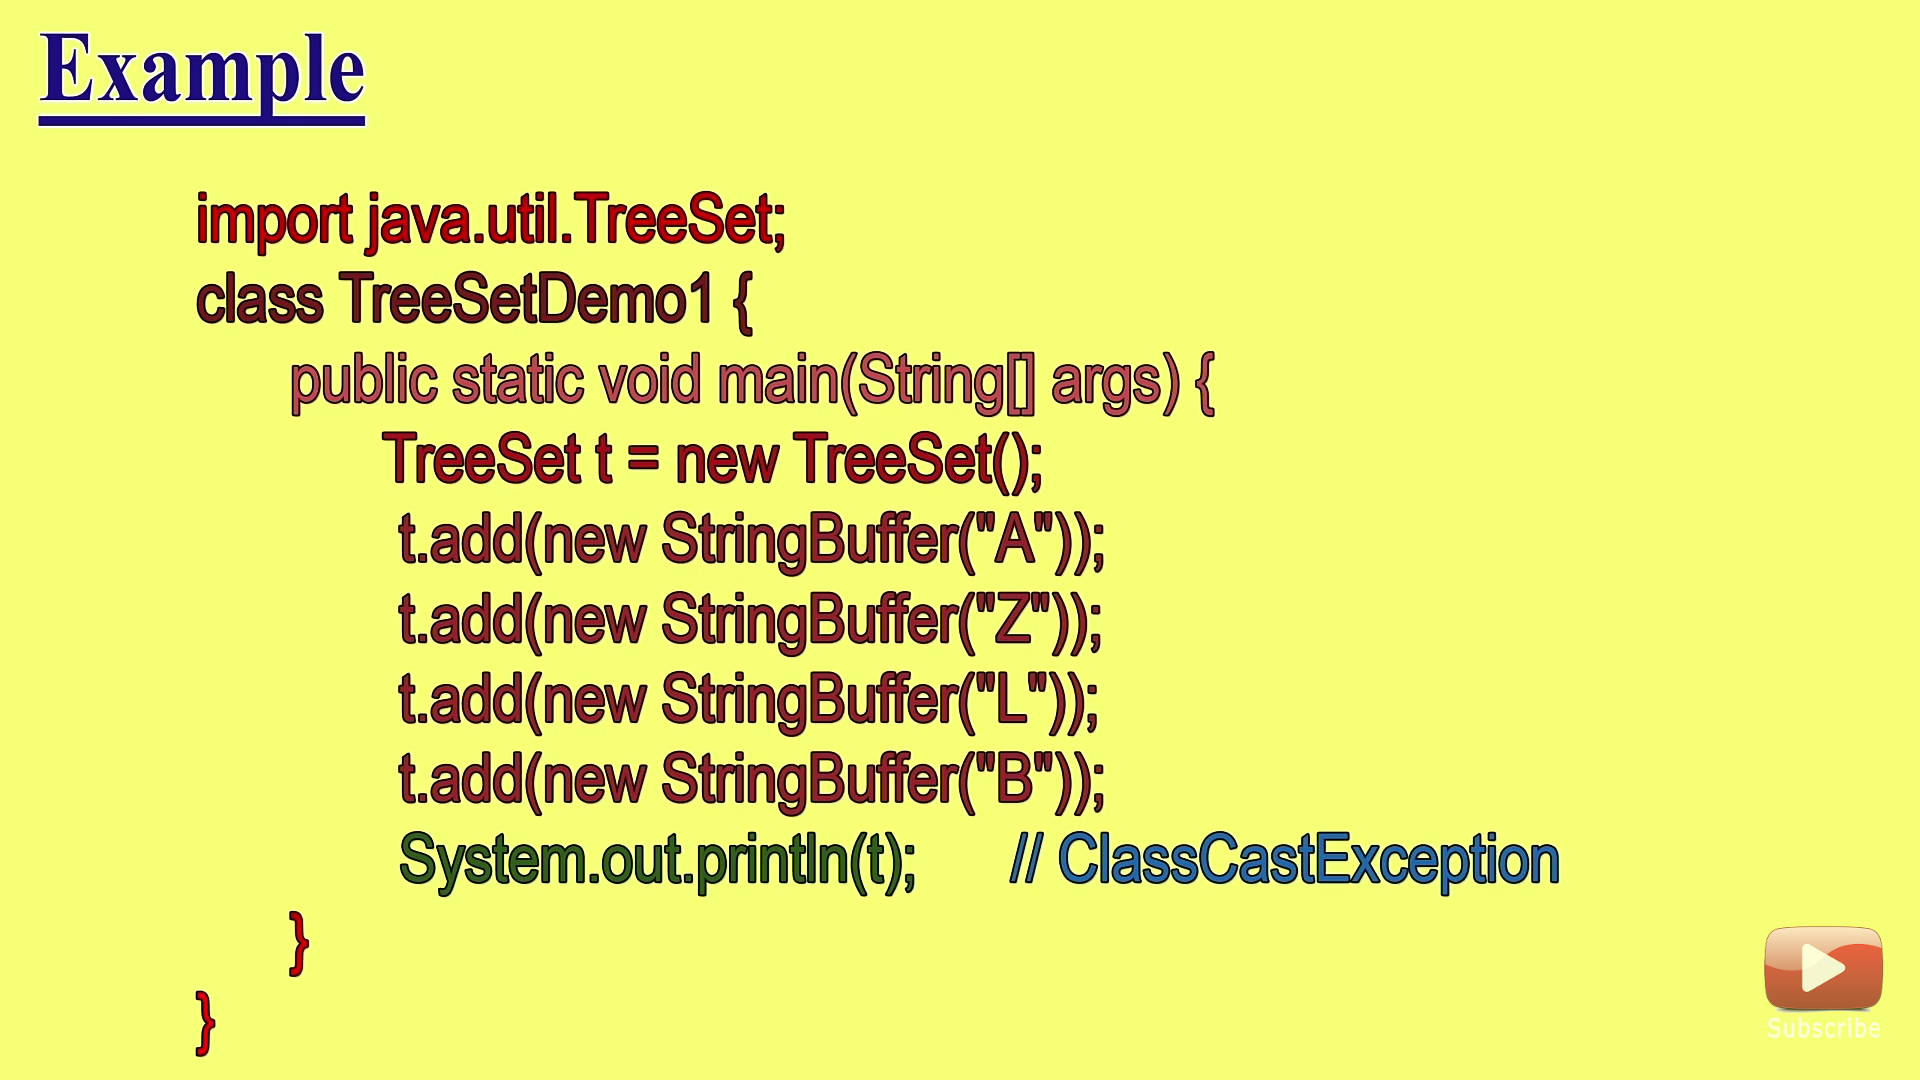 Example
import java.util.TreeSet;
class TreeSetDemo1 {
public static void main(String[] args) {
TreeSet t = new TreeSet();
t.add(new StringBuffer("A"));
t.add(new StringBuffer("Z"));
t.add(new StringBuffer("L"));
t.add(new StringBuffer("B"));
System.out.println(t); // ClassCastException
}
}
Subscribe